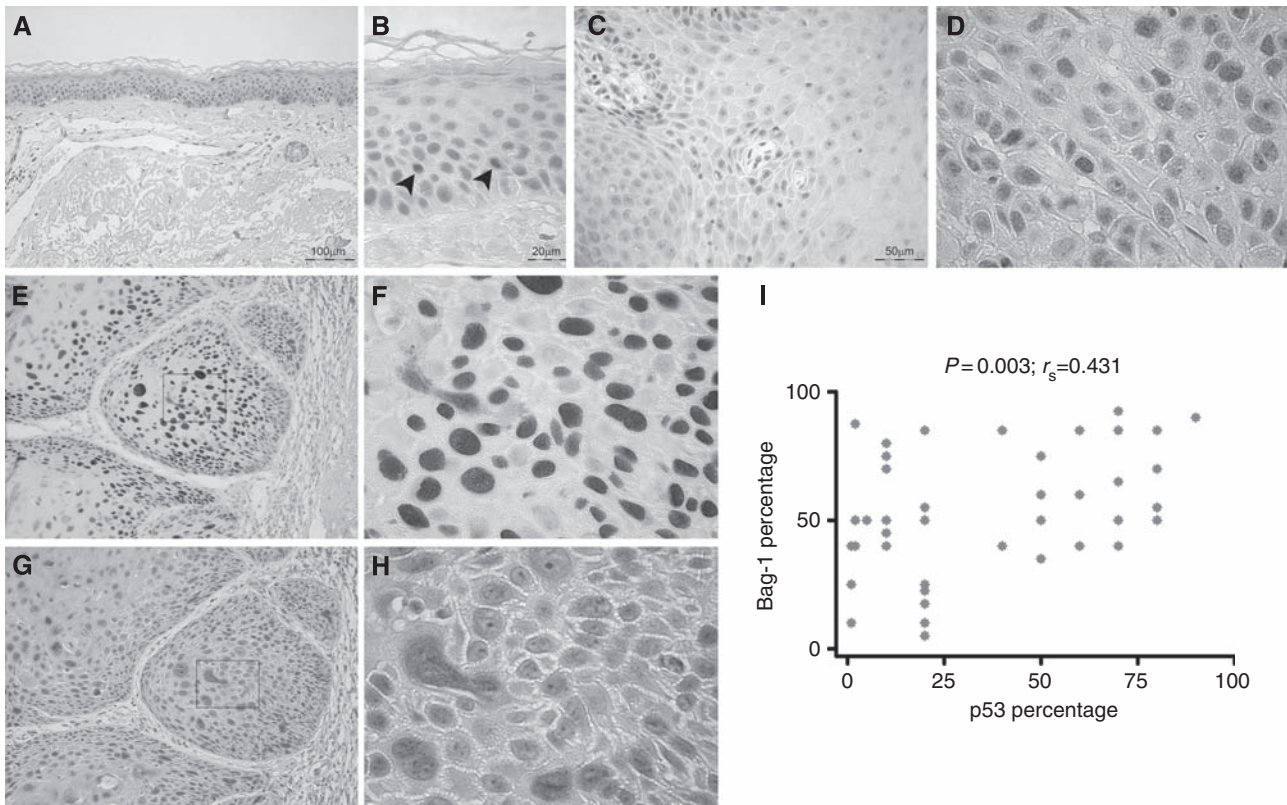 A
B
C
D
100μm
20μm
50μm
E
F
I
P=0.003; rs=0.431
100
50
0
Bag-1 percentage
0 25 50 75 100
p53 percentage
G
H